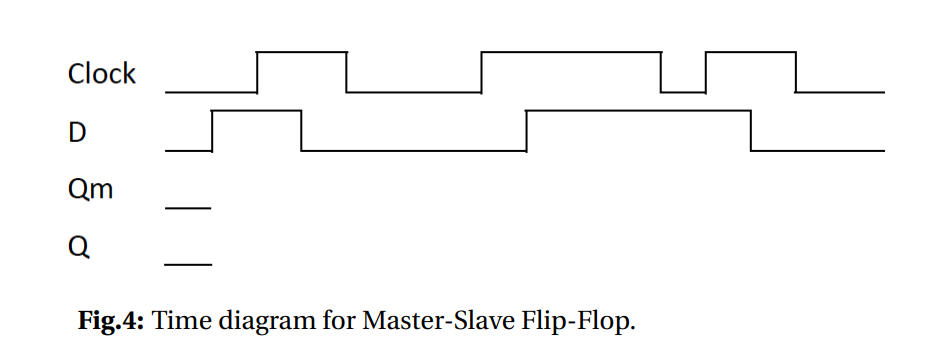 Clock
D
Qm
Q
Fig.4: Time diagram for Master-Slave Flip-Flop.